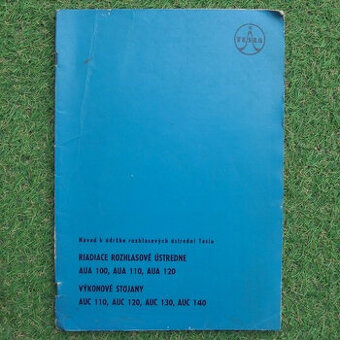 TESLA
Návod k údržbe rozhlasových ústrední Tesla
RIADIACE ROZHLASOVÉ ÚSTREDNE
AUA 100, AUA 110, AUA 120
VÝKONOVÉ STOJANY
AUC 110, AUC 120, AUC 130, AUC 140